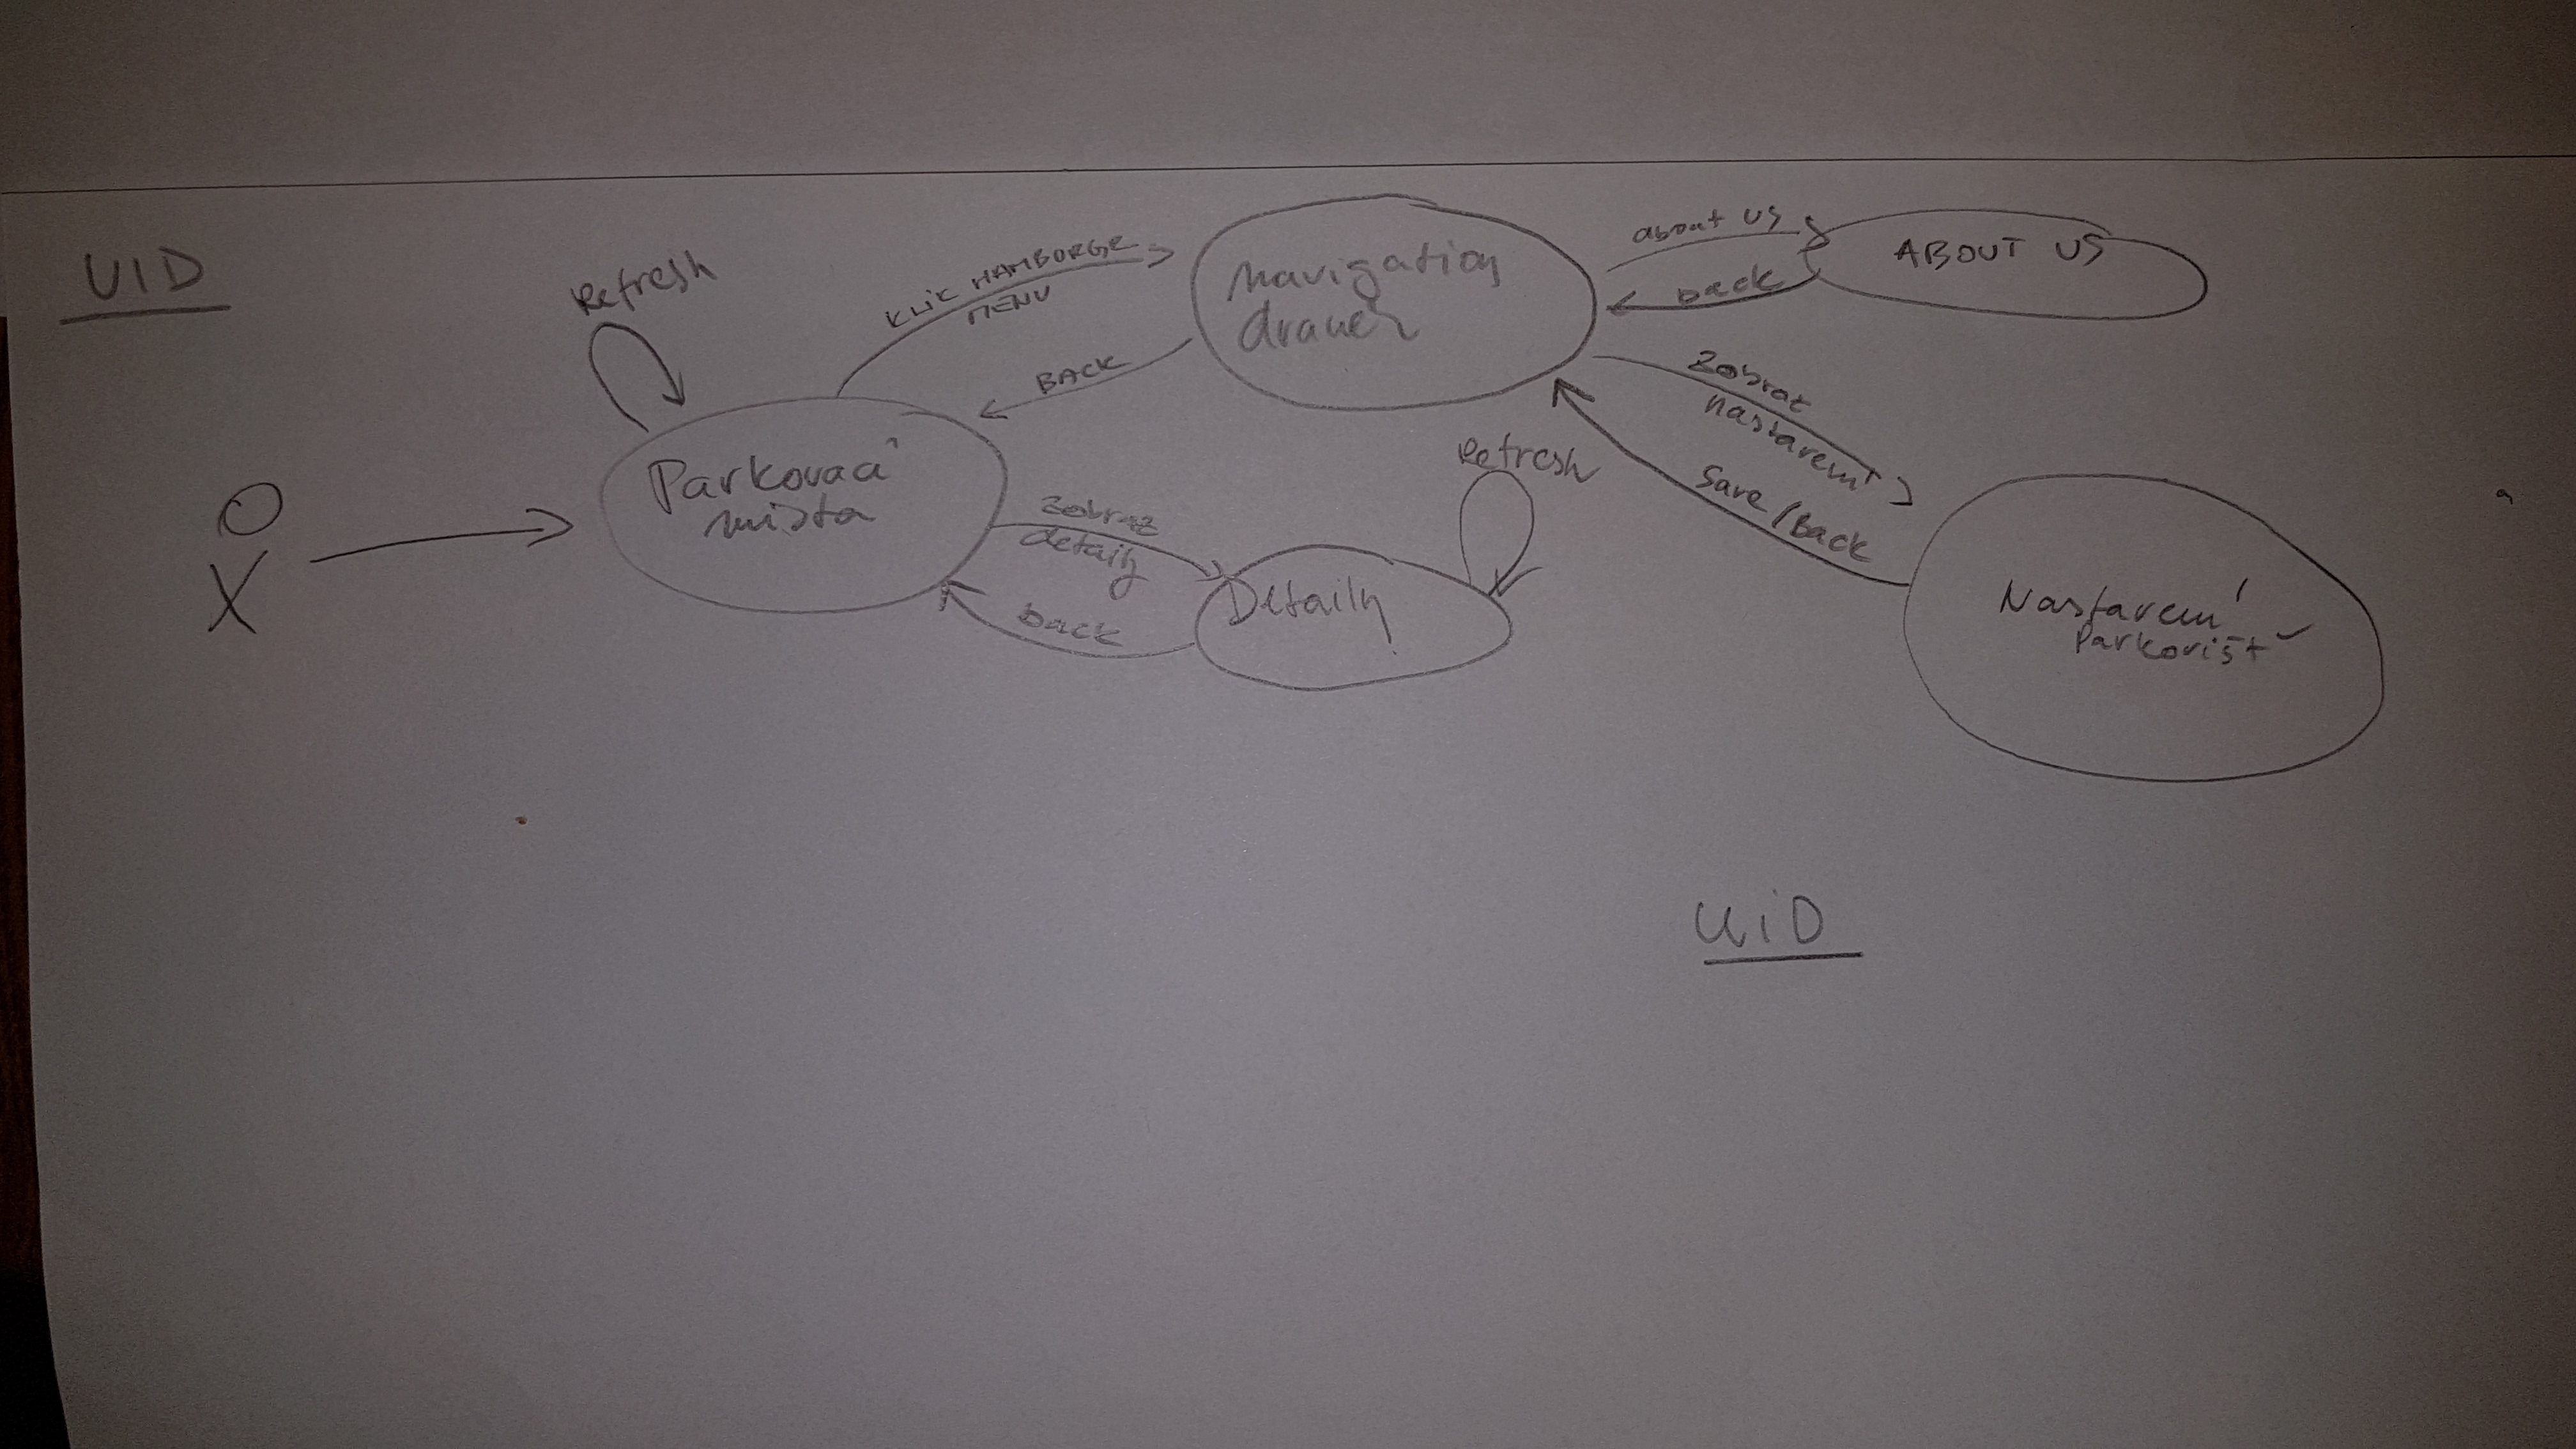 UID
Refresh
KLIK HAMBORGR
MENU
BACK
navigation
drawer
about US
back
ABOUT US
Zobraz
nastavení
Save/Back
Parkovací
místa
Zobraz
detaily
back
Refresh
Detaily
Nastavení
Parkovišť
UiD